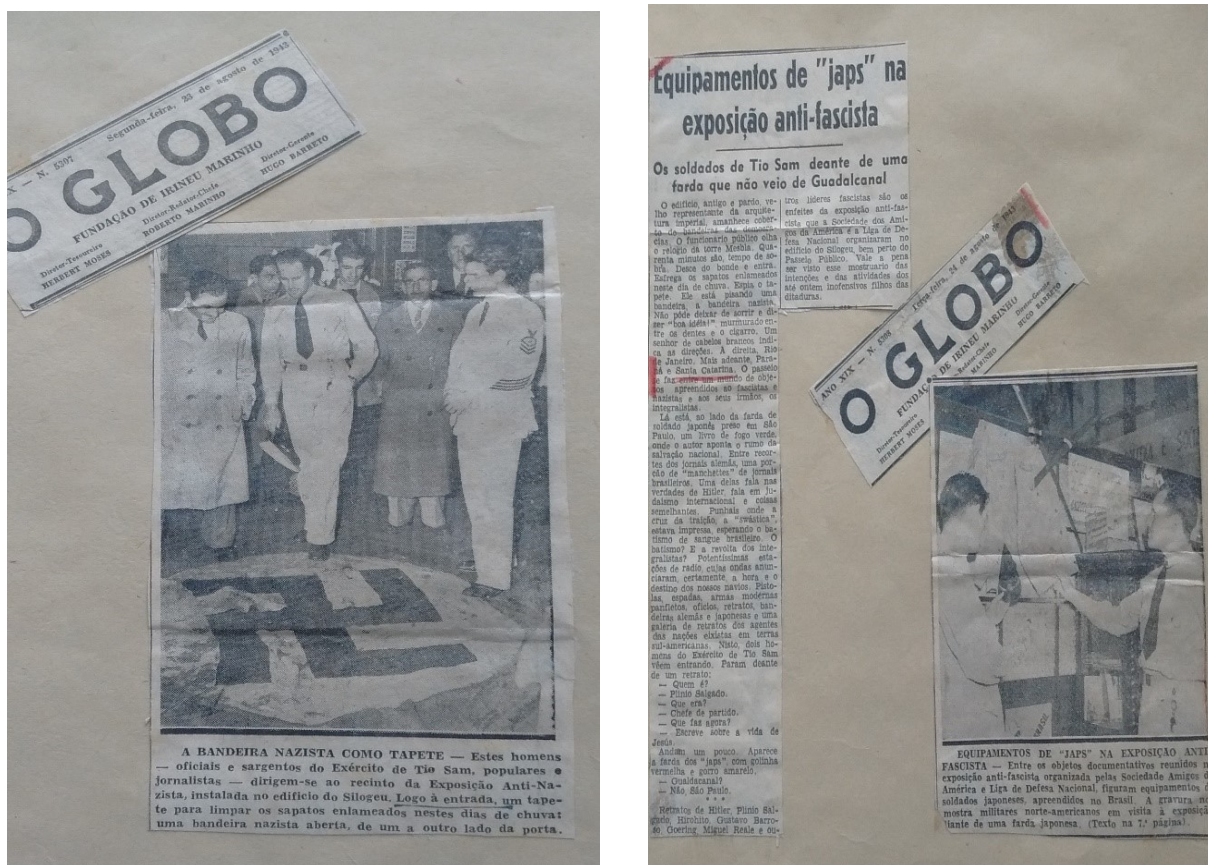 Segunda-feira, 23 de agosto de 1943
O GLOBO
FUNDAÇÃO DE IRINEU MARINHO
Diretor-Tesoureiro
HERBERT MOSES
Diretor-Redator-Chefe
ROBERTO MARINHO
Diretor-Gerente
HUGO BARRETO
A BANDEIRA NAZISTA COMO TAPETE — Estes homens
— oficiais e sargentos do Exército de Tio Sam, populares e
jornalistas — dirigem-se ao recinto da Exposição Anti-Na-
zista, instalada no edificio do Silogeu. Logo à entrada, um tape-
te para limpar os sapatos enlameados nestes dias de chuva:
uma bandeira nazista aberta, de um a outro lado da porta.
Equipamentos de "japs" na
exposição anti-fascista
Os soldados de Tio Sam deante de uma
farda que não veio de Guadalcanal
O edifício, antigo e pardo, ve-
lho representante da arquite-
tura imperial, amanhece cober-
to de bandeiras das democra-
cias. O funcionário público olha
o relogio da torre Mesbla. Qua-
renta minutos são, tempo de so-
bra. Desce do bonde e entra.
Esfrega os sapatos enlameados
neste dia de chuva. Espia o ta-
pete. Ele está pisando uma
bandeira, a bandeira nazista.
Não póde deixar de sorrir e di-
zer "boa idéia!", murmurado en-
tre os dentes e o cigarro. Um
senhor de cabelos brancos indi-
ca as direções. À direita, Rio
de Janeiro. Mais adeante, Para-
ná e Santa Catarina. O passeio
se faz entre um mundo de obje-
tos apreendidos ao fascistas e
nazistas e aos seus irmãos, os
integralistas.
Lá está, ao lado da farda de
soldado japonês preso em São
Paulo, um livro de fogo verde,
onde o autor aponta o rumo da
salvação nacional. Entre recor-
tes dos jornais alemãs, uma por-
ção de "manchettes" de jornais
brasileiros. Uma delas fala nas
verdades de Hitler, fala em ju-
daismo internacional e coisas
semelhantes. Punhais onde a
cruz da traição, a "swástica",
estava impressa, esperando o ba-
tismo de sangue brasileiro. O
batismo? E a revolta dos inte-
gralistas? Potentíssimas esta-
ções de radio, cujas ondas anun-
ciaram, certamente, a hora e o
destino dos nossos navios. Pisto-
las, espadas, armas modernas
panfletos, oficios, retratos, ban-
deiras alemãs e japonesas e uma
galeria de retratos dos agentes
das nações eixistas em terras
sul-americanas. Nisto, dois ho-
mens do Exército de Tio Sam
vêem entrando. Param deante
de um retrato:
— Quem é?
— Plinio Salgado.
— Que era?
— Chefe de partido.
— Que faz agora?
— Escreve sobre a vida de
Jesús.
Andam um pouco. Aparece
a farda dos "japs", com golinha
vermelha e gorro amarelo.
— Gualdacanal?
— Não, São Paulo.
* * *
Retratos de Hitler, Plinio Sal-
gado, Hirohito, Gustavo Barro-
so, Goering, Miguel Reale e ou-
tros lideres fascistas são os
enfeites da exposição anti-fas-
cista que a Sociedade dos Ami-
gos da América e a Liga de De-
fesa Nacional organizaram no
edificio do Silogeu, bem perto do
Passeio Público. Vale a pena
ser visto esse mostruario das
intenções e das atividades dos
até ontem inofensivos filhos das
ditaduras.
ANO XIX — N. 5308 Terça-feira, 24 de agosto de 1943
O GLOBO
FUNDAÇÃO IRINEU MARINHO
Diretor-Tesoureiro
HERBERT MOSES
MARINHO
Diretor-Gerente
HUGO BARRETO
EQUIPAMENTOS DE "JAPS" NA EXPOSIÇÃO ANTI-
FASCISTA — Entre os objetos documentativos reunidos n
exposição anti-fascista organizada pelas Sociedade Amigos d
América e Liga de Defesa Nacional, figuram equipamentos d
soldados japoneses, apreendidos no Brasil. A gravura no
mostra militares norte-americanos em visita à exposiçã
diante de uma farda japonesa. (Texto na 7.ª página).